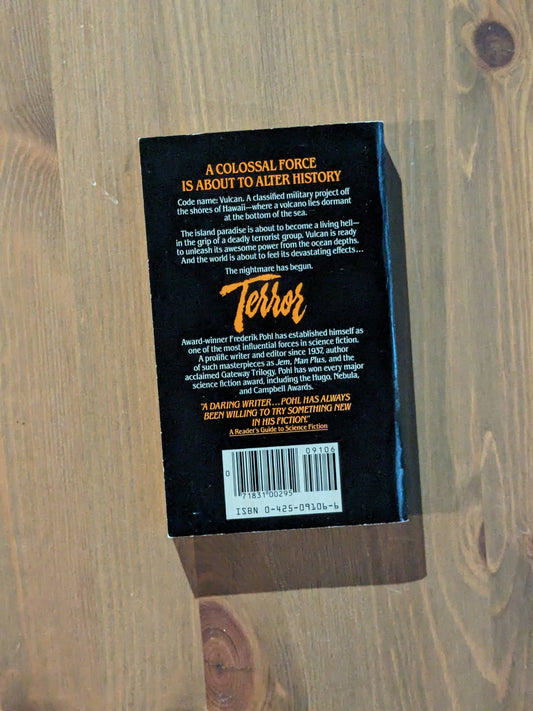 A COLOSSAL FORCE
IS ABOUT TO ALTER HISTORY
Code name: Vulcan. A classified military project off
the shores of Hawaii—where a volcano lies dormant
at the bottom of the sea.
The island paradise is about to become a living hell—
in the grip of a deadly terrorist group. Vulcan is ready
to unleash its awesome power from the ocean depths.
And the world is about to feel its devastating effects...
The nightmare has begun.
Terror
Award-winner Frederik Pohl has established himself as
one of the most influential forces in science fiction.
A prolific writer and editor since 1937, author
of such masterpieces as Jem, Man Plus, and the
acclaimed Gateway Trilogy, Pohl has won every major
science fiction award, including the Hugo, Nebula,
and Campbell Awards.
"A DARING WRITER...POHL HAS ALWAYS
BEEN WILLING TO TRY SOMETHING NEW
IN HIS FICTION."
A Reader's Guide to Science Fiction
09106
0
71831 00295
ISBN 0-425-09106-6